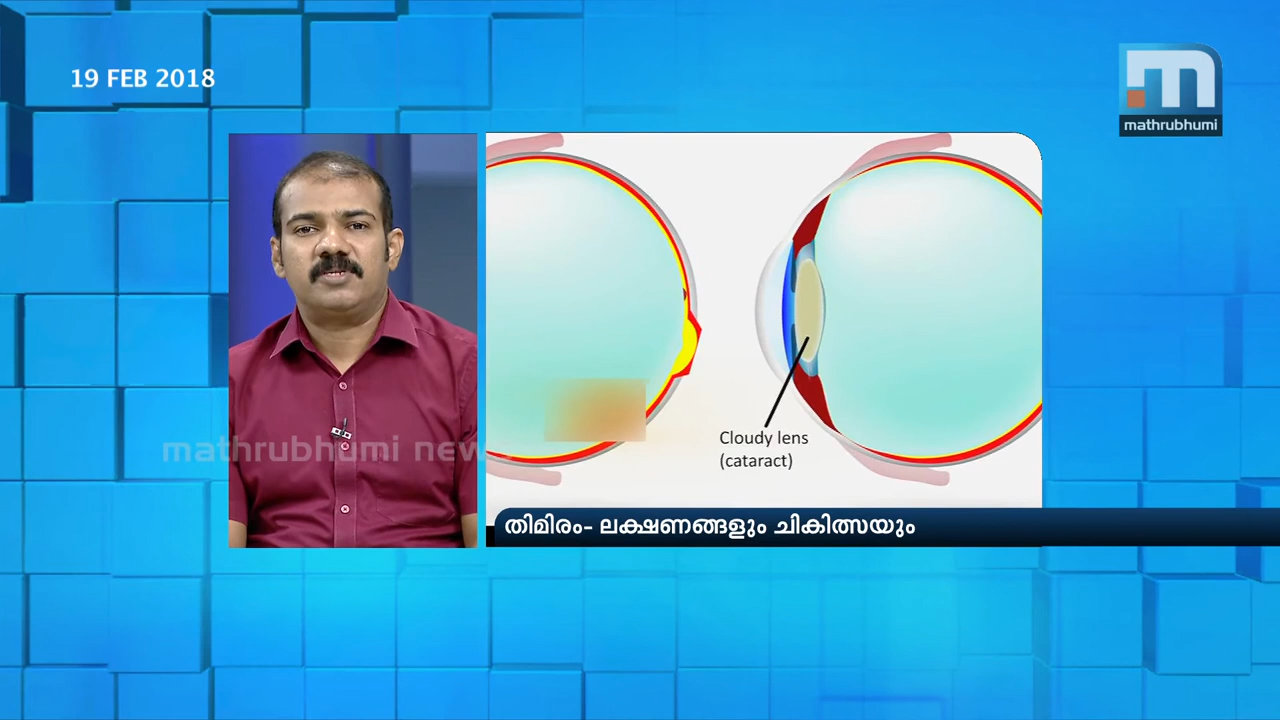 19 FEB 2018
mathrubhumi
mathrubhumi news
Cloudy lens
(cataract)
തിമിരം- ലക്ഷണങ്ങളും ചികിത്സയും